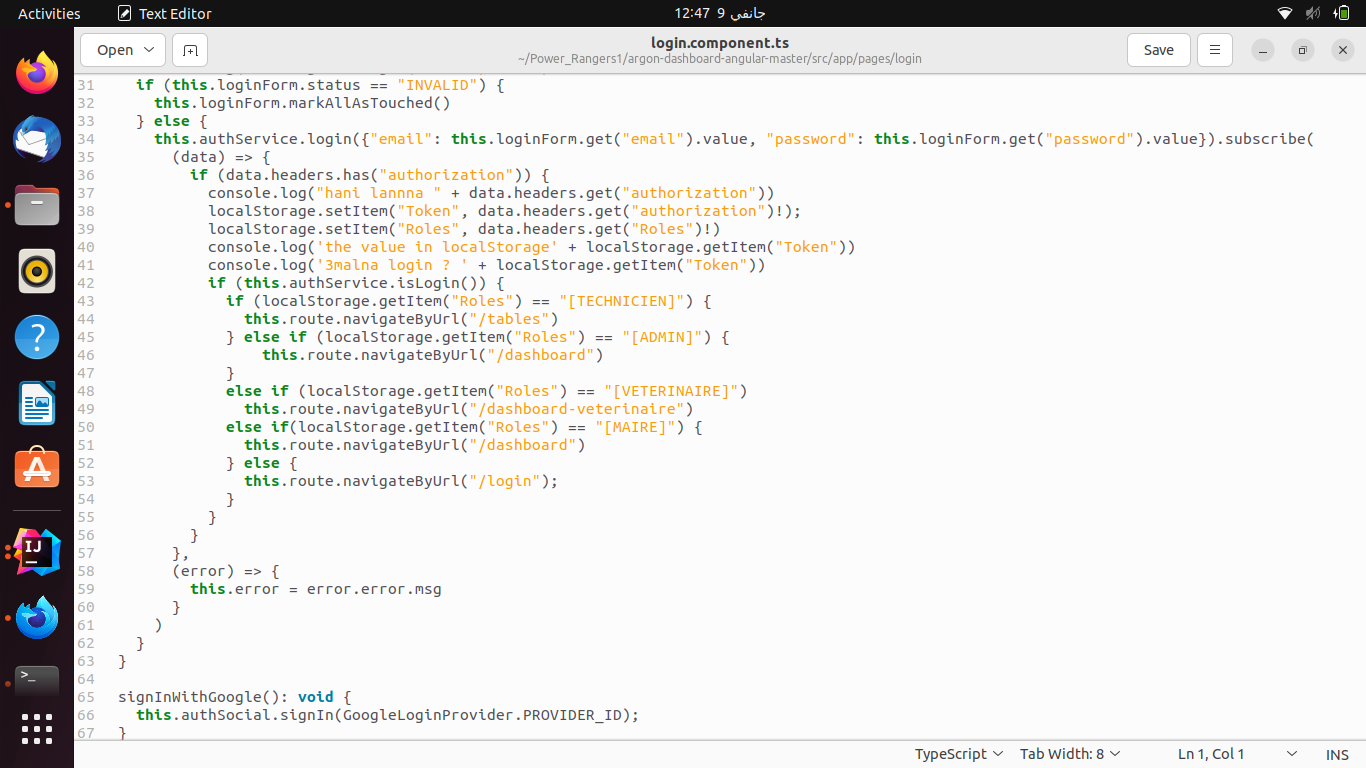 Activities Text Editor 12:47 9 جانفي
Open login.component.ts Save
~/Power_Rangers1/argon-dashboard-angular-master/src/app/pages/login
31 if (this.loginForm.status == "INVALID") {
32 this.loginForm.markAllAsTouched()
33 } else {
34 this.authService.login({"email": this.loginForm.get("email").value, "password": this.loginForm.get("password").value}).subscribe(
35 (data) => {
36 if (data.headers.has("authorization")) {
37 console.log("hani lannna " + data.headers.get("authorization"))
38 localStorage.setItem("Token", data.headers.get("authorization")!);
39 localStorage.setItem("Roles", data.headers.get("Roles")!)
40 console.log('the value in localStorage' + localStorage.getItem("Token"))
41 console.log('3malna login ? ' + localStorage.getItem("Token"))
42 if (this.authService.isLogin()) {
43 if (localStorage.getItem("Roles") == "[TECHNICIEN]") {
44 this.route.navigateByUrl("/tables")
45 } else if (localStorage.getItem("Roles") == "[ADMIN]") {
46 this.route.navigateByUrl("/dashboard")
47 }
48 else if (localStorage.getItem("Roles") == "[VETERINAIRE]")
49 this.route.navigateByUrl("/dashboard-veterinaire")
50 else if(localStorage.getItem("Roles") == "[MAIRE]") {
51 this.route.navigateByUrl("/dashboard")
52 } else {
53 this.route.navigateByUrl("/login");
54 }
55 }
56 }
57 },
58 (error) => {
59 this.error = error.error.msg
60 }
61 )
62 }
63 }
64
65 signInWithGoogle(): void {
66 this.authSocial.signIn(GoogleLoginProvider.PROVIDER_ID);
67 }
TypeScript Tab Width: 8 Ln 1, Col 1 INS